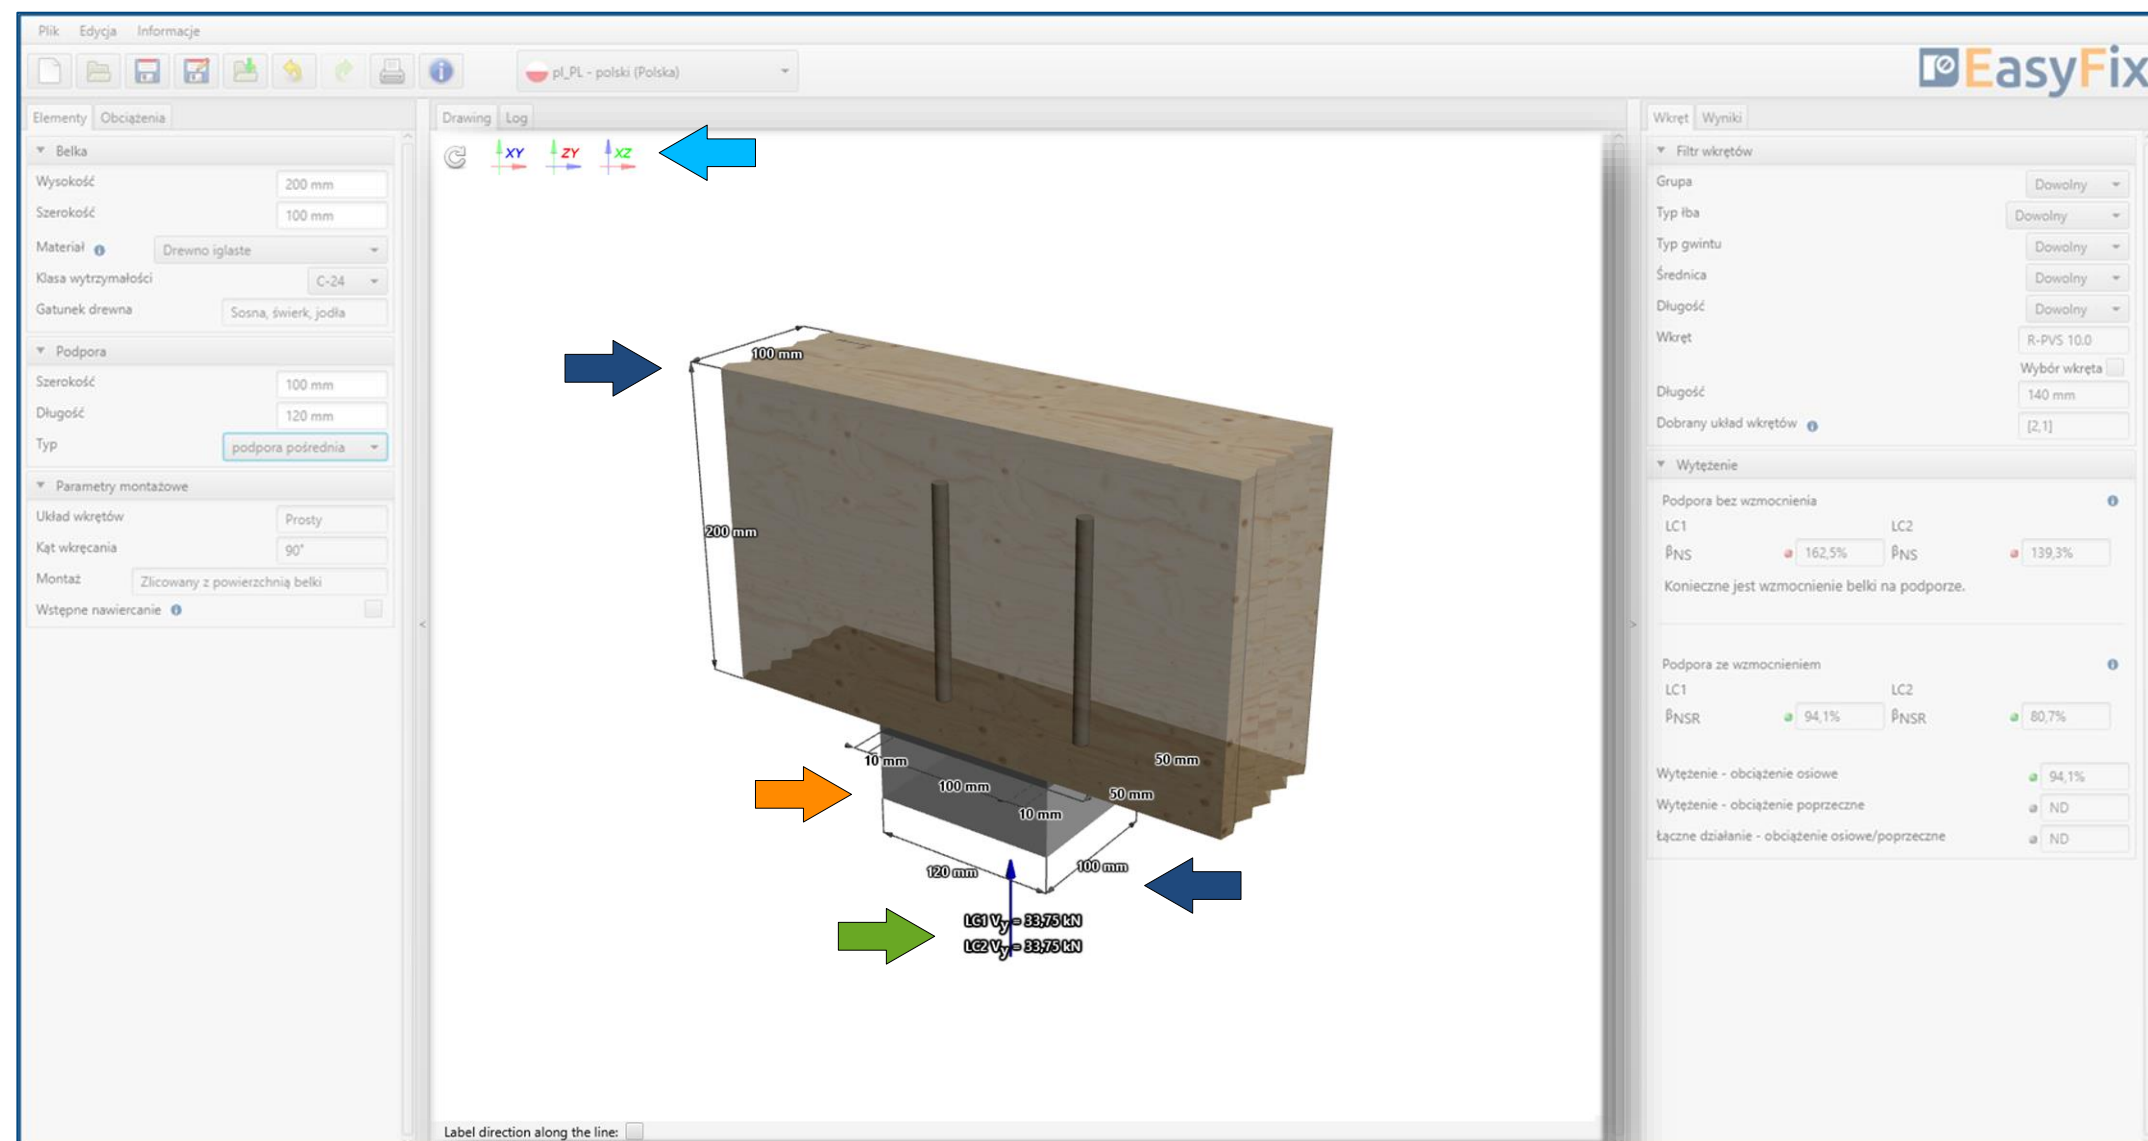 Plik Edycja Informacje
pl_PL - polski (Polska)
EasyFix
Elementy Obciążenia
Belka
Wysokość 200 mm
Szerokość 100 mm
Materiał Drewno iglaste
Klasa wytrzymałości C-24
Gatunek drewna Sosna, świerk, jodła
Podpora
Szerokość 100 mm
Długość 120 mm
Typ podpora pośrednia
Parametry montażowe
Układ wkrętów Prosty
Kąt wkręcania 90°
Montaż Zlicowany z powierzchnią belki
Wstępne nawiercanie
Drawing Log
XY ZY XZ
100 mm
200 mm
10 mm
50 mm
100 mm
50 mm
10 mm
120 mm
100 mm
LC1 Vy = 33,75 kN
LC2 Vy = 33,75 kN
Label direction along the line:
Wkręt Wyniki
Filtr wkrętów
Grupa Dowolny
Typ łba Dowolny
Typ gwintu Dowolny
Średnica Dowolny
Długość Dowolny
Wkręt R-PVS 10.0
Wybór wkręta
Długość 140 mm
Dobrany układ wkrętów [2,1]
Wytężenie
Podpora bez wzmocnienia
LC1 LC2
βNS 162,5% βNS 139,3%
Konieczne jest wzmocnienie belki na podporze.
Podpora ze wzmocnieniem
LC1 LC2
βNSR 94,1% βNSR 80,7%
Wytężenie - obciążenie osiowe 94,1%
Wytężenie - obciążenie poprzeczne ND
Łączne działanie - obciążenie osiowe/poprzeczne ND